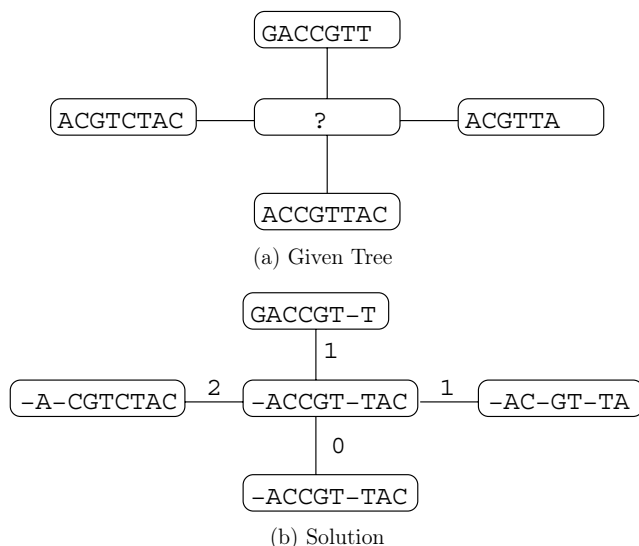 GACCGTT
ACGTCTAC ? ACGTTA
ACCGTTAC
(a) Given Tree
GACCGT-T
1
-A-CGTCTAC 2 -ACCGT-TAC 1 -AC-GT-TA
0
-ACCGT-TAC
(b) Solution